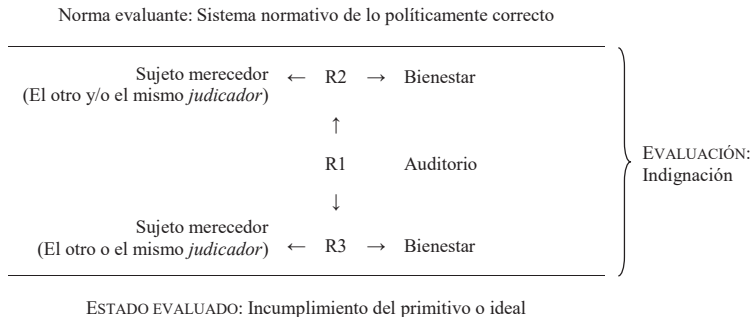 Norma evaluante: Sistema normativo de lo políticamente correcto
Sujeto merecedor ← R2 → Bienestar
(El otro y/o el mismo judicador)
↑
R1 Auditorio
EVALUACIÓN:
Indignación
↓
Sujeto merecedor
(El otro o el mismo judicador) ← R3 → Bienestar
ESTADO EVALUADO: Incumplimiento del primitivo o ideal